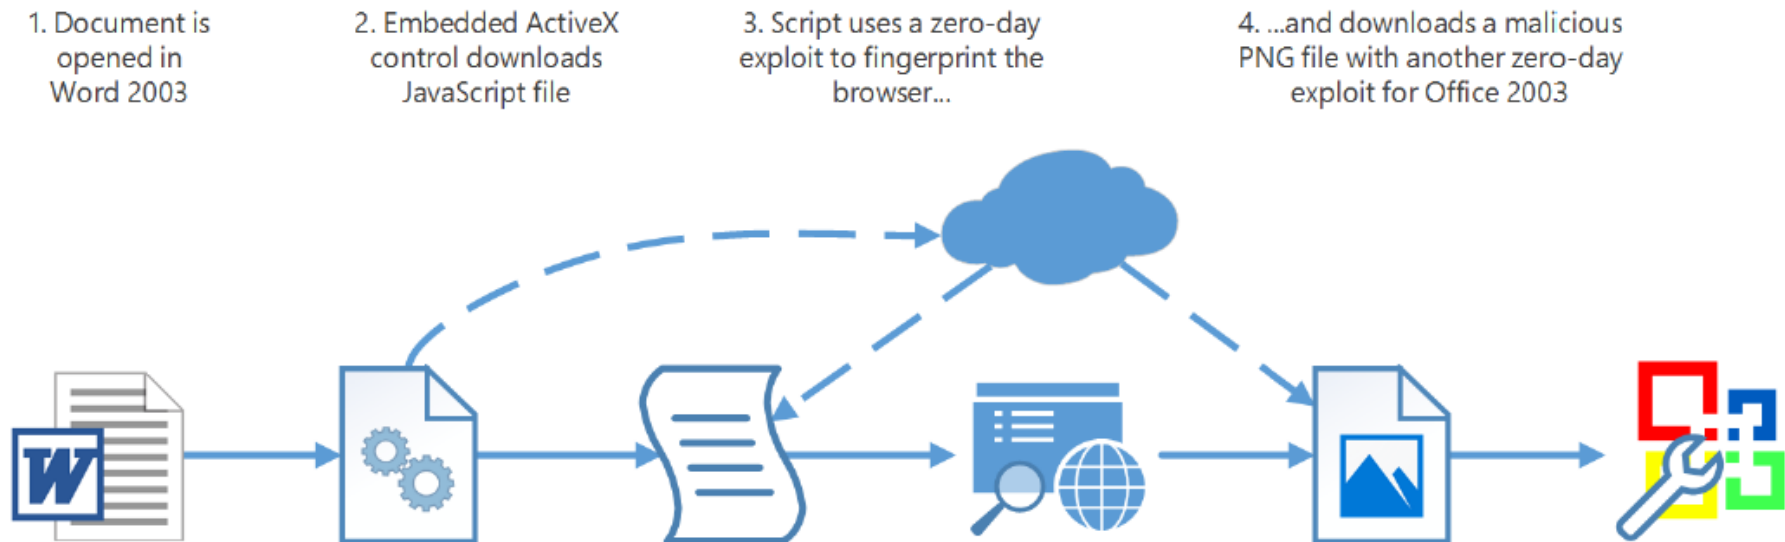 1. Document is
opened in
Word 2003
2. Embedded ActiveX
control downloads
JavaScript file
3. Script uses a zero-day
exploit to fingerprint the
browser...
4. ...and downloads a malicious
PNG file with another zero-day
exploit for Office 2003
W